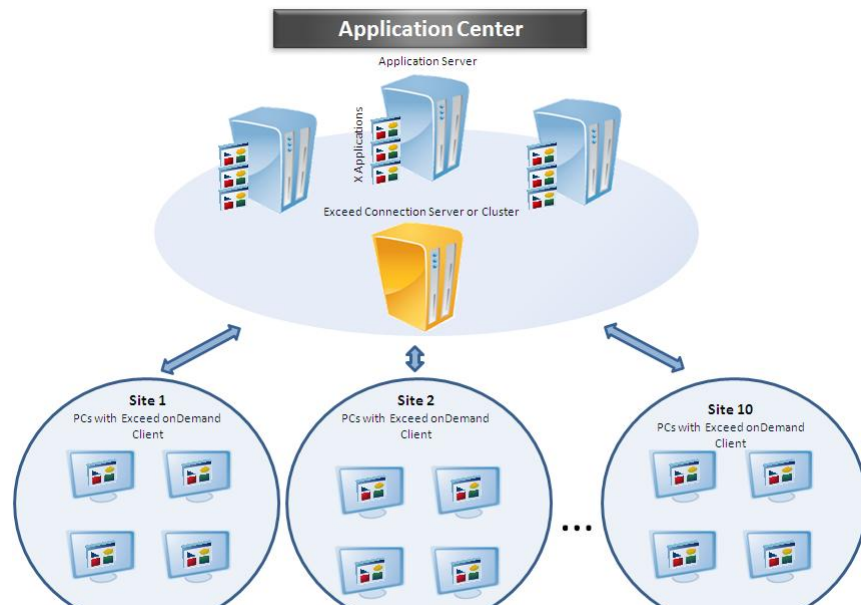 Application Center
Application Server
X Applications
Exceed Connection Server or Cluster
Site 1
PCs with Exceed onDemand
Client
Site 2
PCs with Exceed onDemand
Client
...
Site 10
PCs with Exceed onDemand
Client